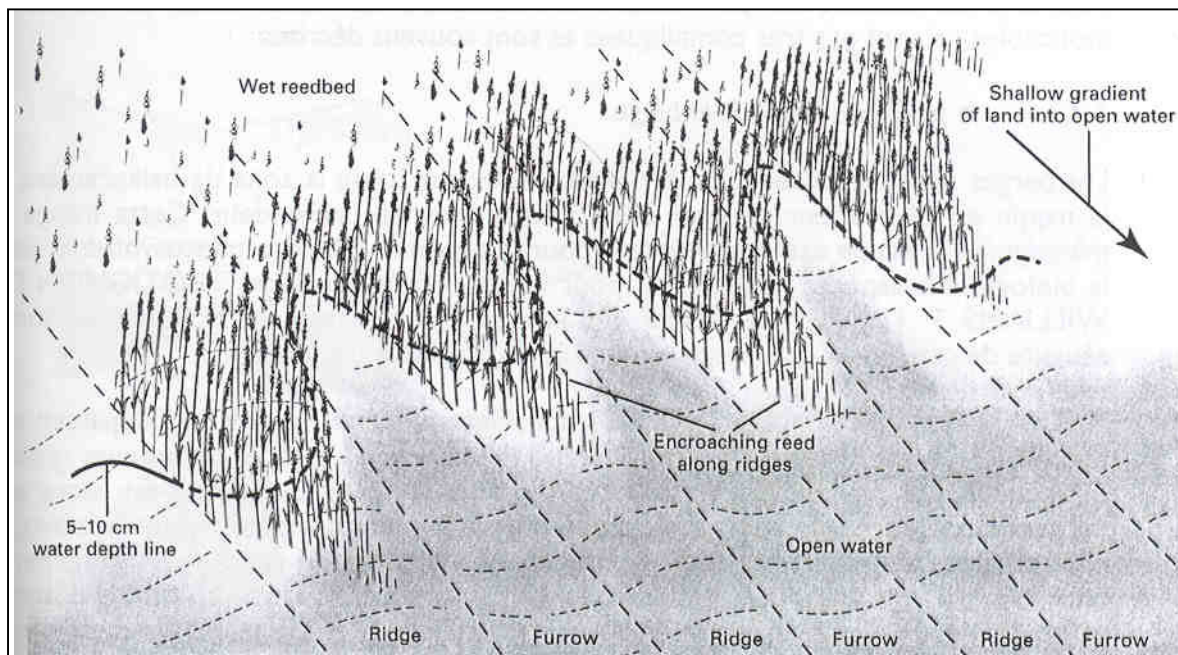 Wet reedbed
Shallow gradient
of land into open water
Encroaching reed
along ridges
5–10 cm
water depth line
Open water
Ridge Furrow Ridge Furrow Ridge Furrow